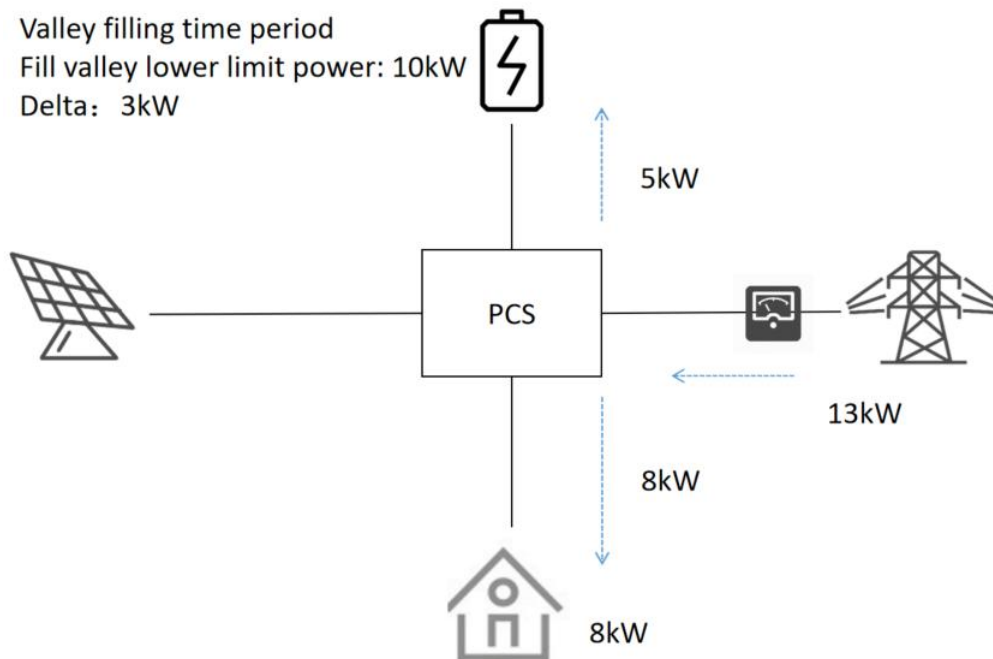 Valley filling time period
Fill valley lower limit power: 10kW
Delta： 3kW
5kW
PCS
13kW
8kW
8kW